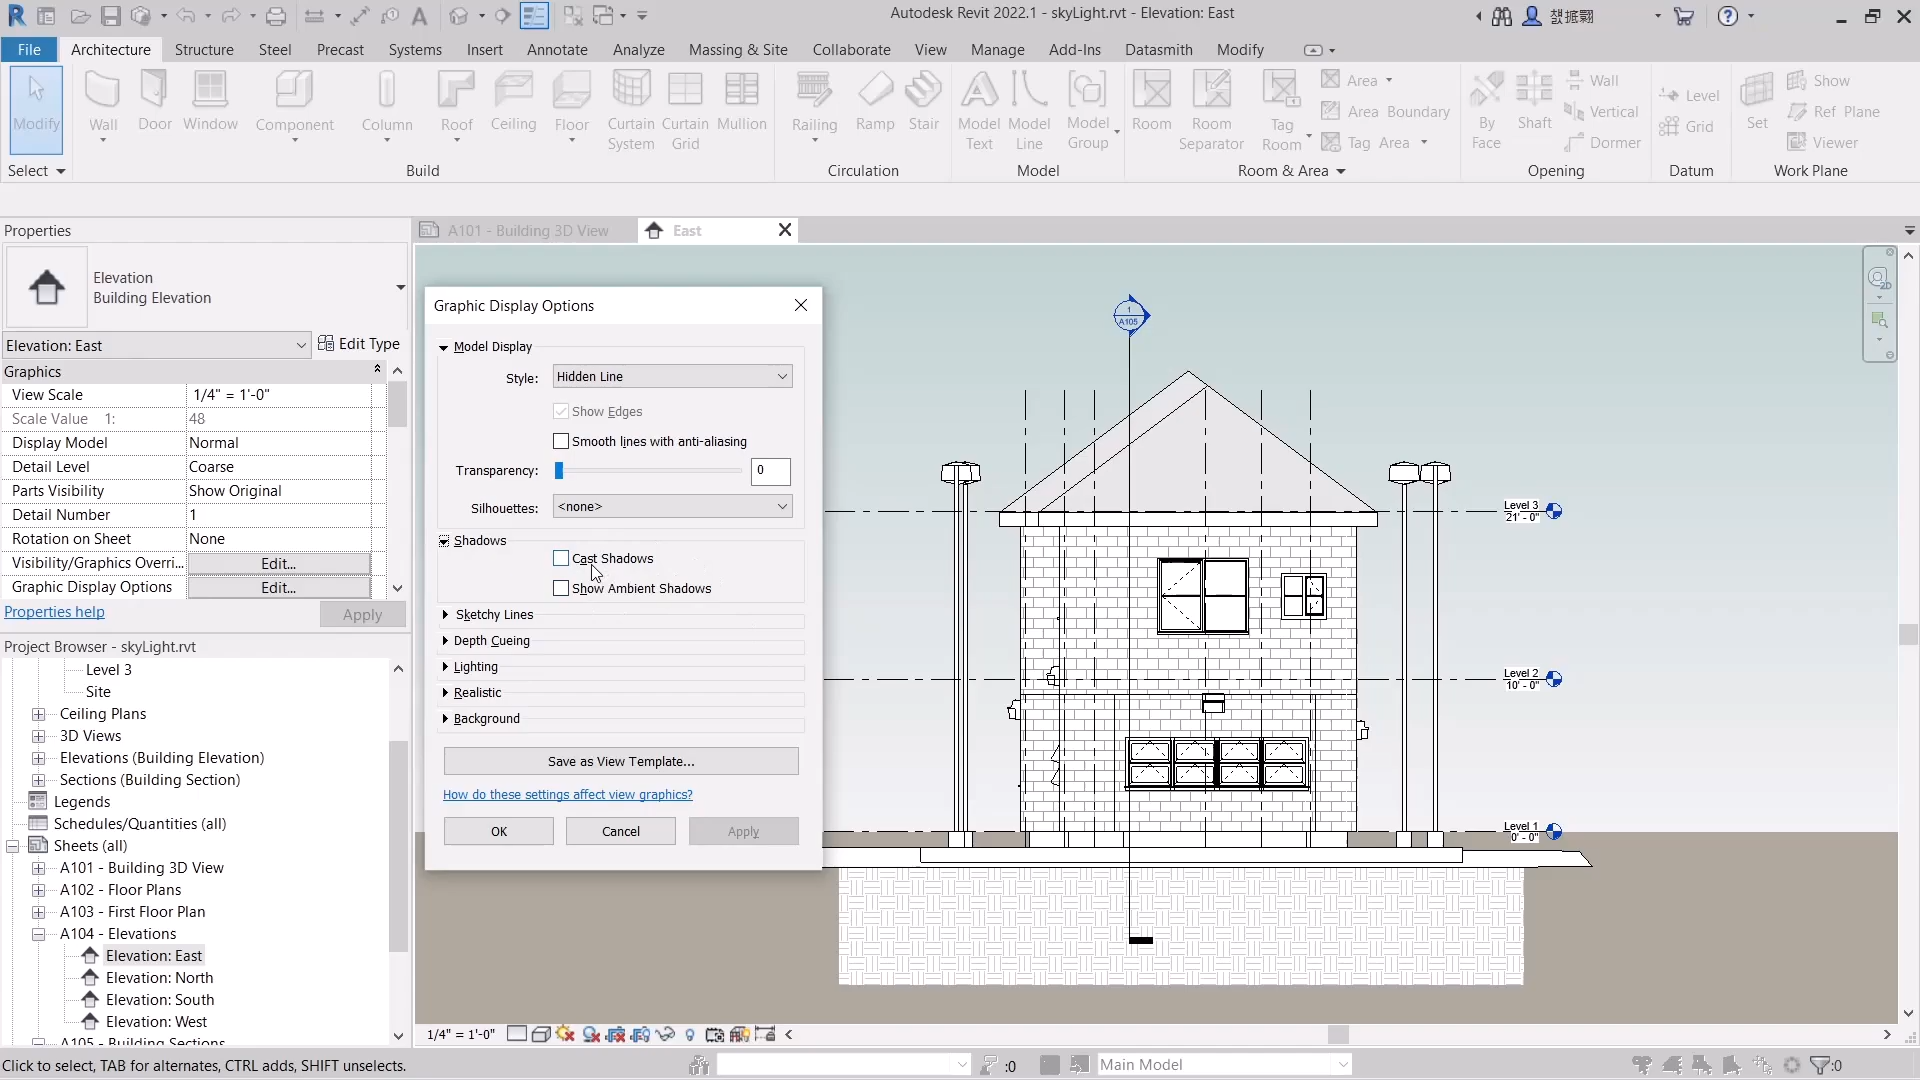 Autodesk Revit 2022.1 - skyLight.rvt - Elevation: East
File Architecture Structure Steel Precast Systems Insert Annotate Analyze Massing & Site Collaborate View Manage Add-Ins Datasmith Modify
Modify
Wall Door Window Component Column Roof Ceiling Floor Curtain System Curtain Grid Mullion
Railing Ramp Stair
Model Text Model Line Model Group
Room Room Separator Tag Room
Area
Area Boundary
Tag Area
By Face Shaft
Wall
Vertical
Dormer
Level
Grid
Set
Show
Ref Plane
Viewer
Select Build Circulation Model Room & Area Opening Datum Work Plane
Properties
A101 - Building 3D View
East
Elevation
Building Elevation
Elevation: East
Edit Type
Graphics
View Scale 1/4" = 1'-0"
Scale Value 1: 48
Display Model Normal
Detail Level Coarse
Parts Visibility Show Original
Detail Number 1
Rotation on Sheet None
Visibility/Graphics Overri... Edit...
Graphic Display Options Edit...
Properties help
Apply
Project Browser - skyLight.rvt
Level 3
Site
Ceiling Plans
3D Views
Elevations (Building Elevation)
Sections (Building Section)
Legends
Schedules/Quantities (all)
Sheets (all)
A101 - Building 3D View
A102 - Floor Plans
A103 - First Floor Plan
A104 - Elevations
Elevation: East
Elevation: North
Elevation: South
Elevation: West
A105 - Building Sections
Graphic Display Options
Model Display
Style: Hidden Line
Show Edges
Smooth lines with anti-aliasing
Transparency: 0
Silhouettes: <none>
Shadows
Cast Shadows
Show Ambient Shadows
Sketchy Lines
Depth Cueing
Lighting
Realistic
Background
Save as View Template...
How do these settings affect view graphics?
OK Cancel Apply
1
A105
Level 3
21' - 0"
Level 2
10' - 0"
Level 1
0' - 0"
2D
1/4" = 1'-0"
Click to select, TAB for alternates, CTRL adds, SHIFT unselects.
:0
Main Model
:0